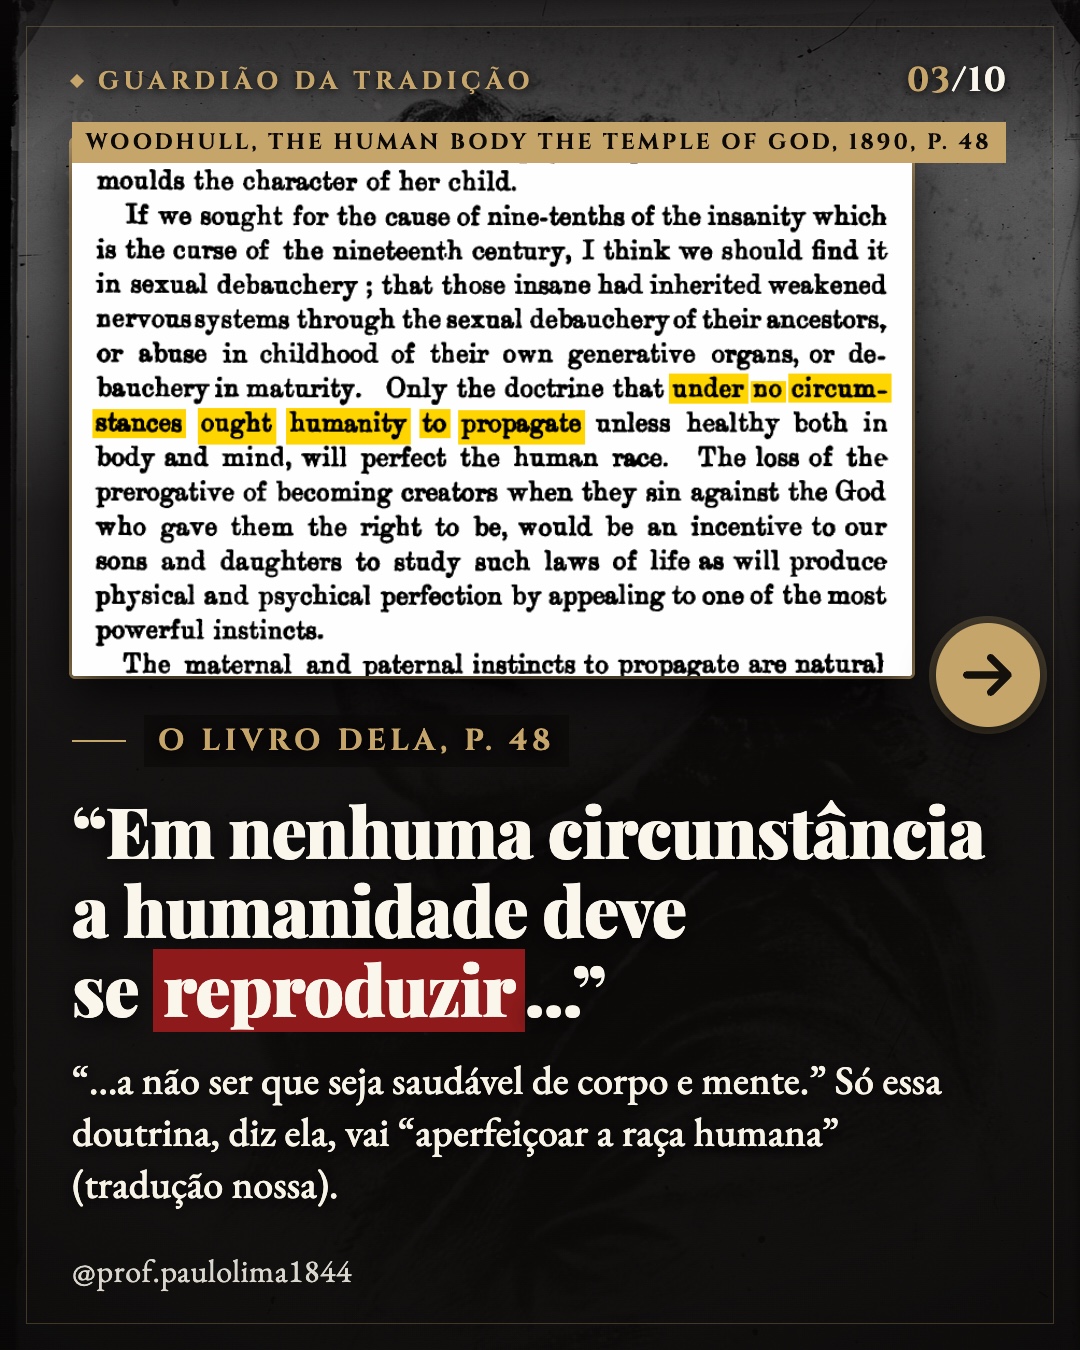 GUARDIÃO DA TRADIÇÃO
03/10
WOODHULL, THE HUMAN BODY THE TEMPLE OF GOD, 1890, P. 48
moulds the character of her child.
If we sought for the cause of nine-tenths of the insanity which
is the curse of the nineteenth century, I think we should find it
in sexual debauchery; that those insane had inherited weakened
nervous systems through the sexual debauchery of their ancestors,
or abuse in childhood of their own generative organs, or de-
bauchery in maturity. Only the doctrine that under no circum-
stances ought humanity to propagate unless healthy both in
body and mind, will perfect the human race. The loss of the
prerogative of becoming creators when they sin against the God
who gave them the right to be, would be an incentive to our
sons and daughters to study such laws of life as will produce
physical and psychical perfection by appealing to one of the most
powerful instincts.
The maternal and paternal instincts to propagate are natural
O LIVRO DELA, P. 48
“Em nenhuma circunstância
a humanidade deve
se reproduzir...”
“...a não ser que seja saudável de corpo e mente.” Só essa
doutrina, diz ela, vai “aperfeiçoar a raça humana”
(tradução nossa).
@prof.paulolima1844